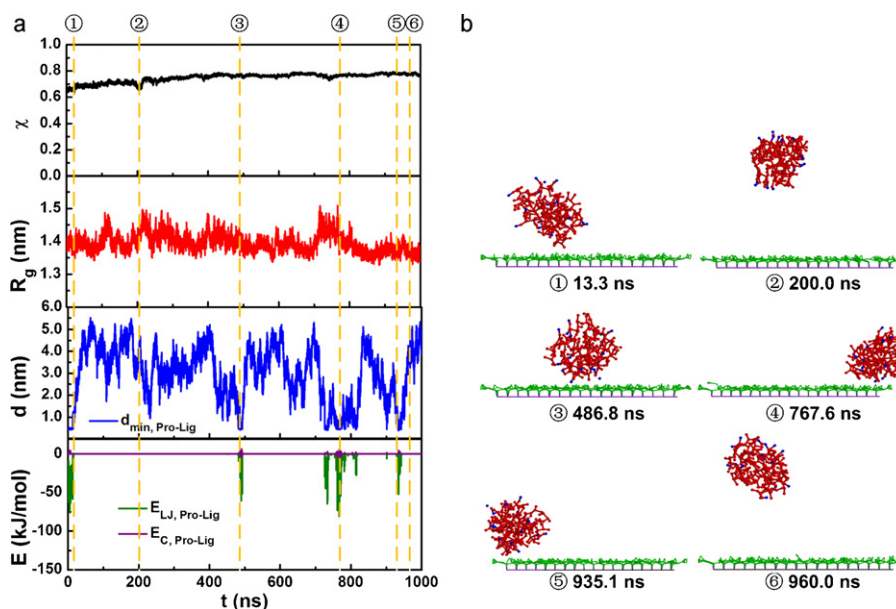 a
b
① ② ③ ④ ⑤ ⑥
1.0
0.8
0.6
0.4
0.2
0.0
χ
1.5
1.4
1.3
R_g (nm)
6.0
5.0
4.0
3.0
2.0
1.0
d (nm)
d_min, Pro-Lig
0
-50
-100
-150
E (kJ/mol)
E_LJ, Pro-Lig
E_C, Pro-Lig
0 200 400 600 800 1000
t (ns)
① 13.3 ns
② 200.0 ns
③ 486.8 ns
④ 767.6 ns
⑤ 935.1 ns
⑥ 960.0 ns